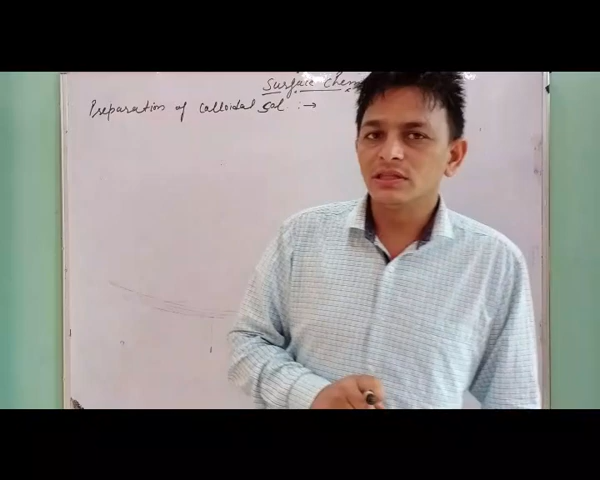 Surface Chem
Preparation of Colloidal Sol :→